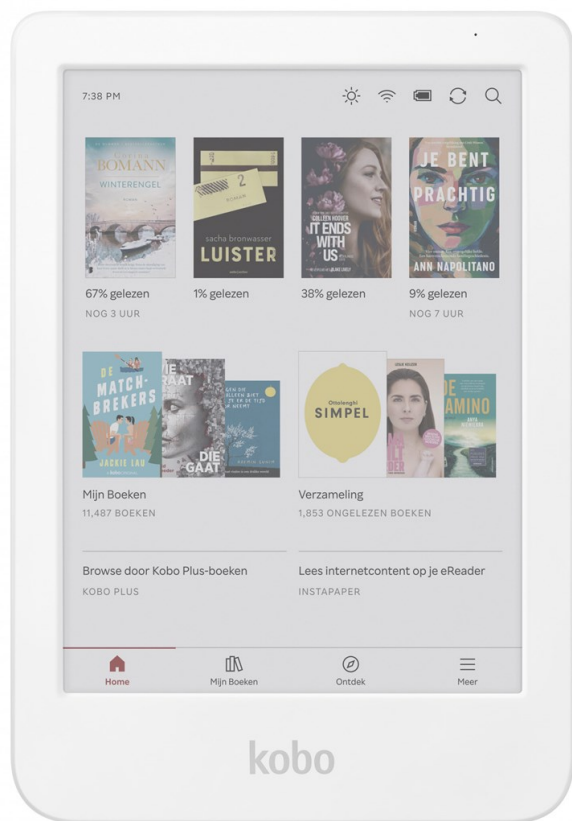 7:38 PM
BOMANN
WINTERENGEL
ROMAN
2
ROMAN
sacha bronwasser
LUISTER
COLLEEN HOOVER
IT ENDS
WITH
US
JE BENT
PRACHTIG
ANN NAPOLITANO
67% gelezen
1% gelezen
38% gelezen
9% gelezen
NOG 3 UUR
NOG 7 UUR
DE
MATCH-
BREKERS
JACKIE LAU
DIE
GAAT
Ottolenghi
SIMPEL
Mijn Boeken
Verzameling
11,487 BOEKEN
1,853 ONGELEZEN BOEKEN
Browse door Kobo Plus-boeken
Lees internetcontent op je eReader
KOBO PLUS
INSTAPAPER
Home
Mijn Boeken
Ontdek
Meer
kobo